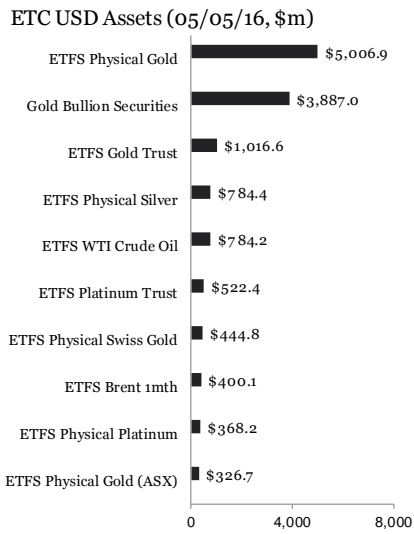 ETC USD Assets (05/05/16, $m)
ETFS Physical Gold $5,006.9
Gold Bullion Securities $3,887.0
ETFS Gold Trust $1,016.6
ETFS Physical Silver $784.4
ETFS WTI Crude Oil $784.2
ETFS Platinum Trust $522.4
ETFS Physical Swiss Gold $444.8
ETFS Brent 1mth $400.1
ETFS Physical Platinum $368.2
ETFS Physical Gold (ASX) $326.7
0 4,000 8,000